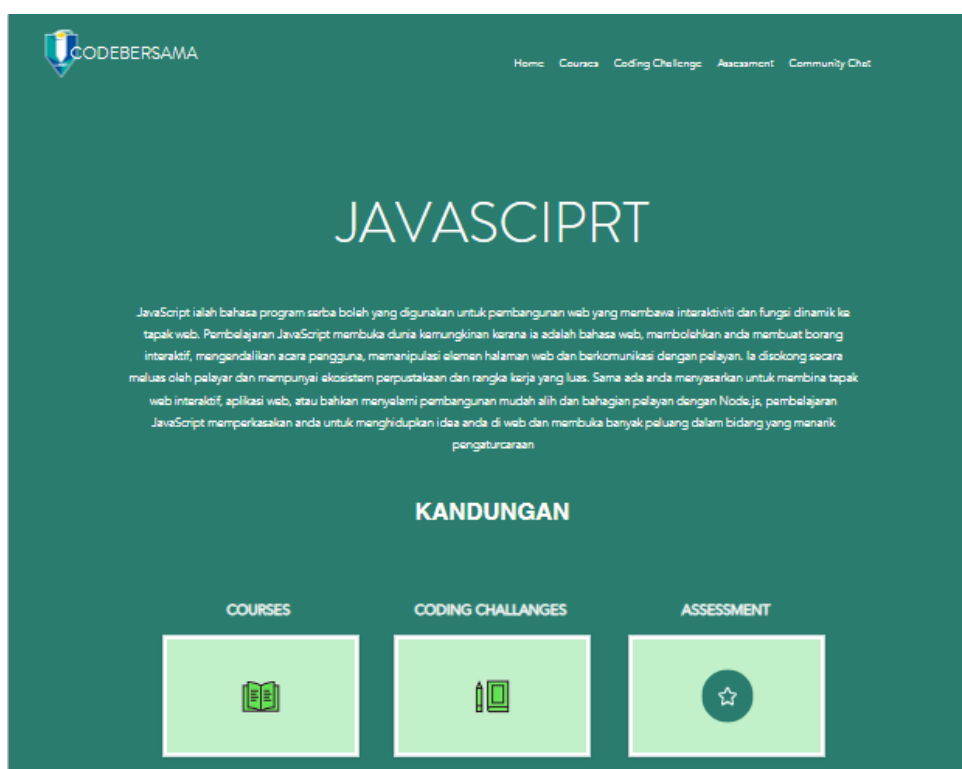 CODEBERSAMA
Home Courses Coding Challenge Assessment Community Chat
JAVASCIPRT
JavaScript ialah bahasa program serba boleh yang digunakan untuk pembangunan web yang membawa interaktiviti dan fungsi dinamik ke
tapak web. Pembelajaran JavaScript membuka dunia kemungkinan kerana ia adalah bahasa web, membolehkan anda membuat borang
interaktif, mengendalikan acara pengguna, memanipulasi elemen halaman web dan berkomunikasi dengan pelayan. Ia disokong secara
meluas oleh pelayar dan mempunyai ekosistem perpustakaan dan rangka kerja yang luas. Sama ada anda menyasarkan untuk membina tapak
web interaktif, aplikasi web, atau bahkan menyelami pembangunan mudah alih dan bahagian pelayan dengan Node.js, pembelajaran
JavaScript memperkasakan anda untuk menghidupkan idea anda di web dan membuka banyak peluang dalam bidang yang menarik
pengaturcaraan
KANDUNGAN
COURSES CODING CHALLANGES ASSESSMENT